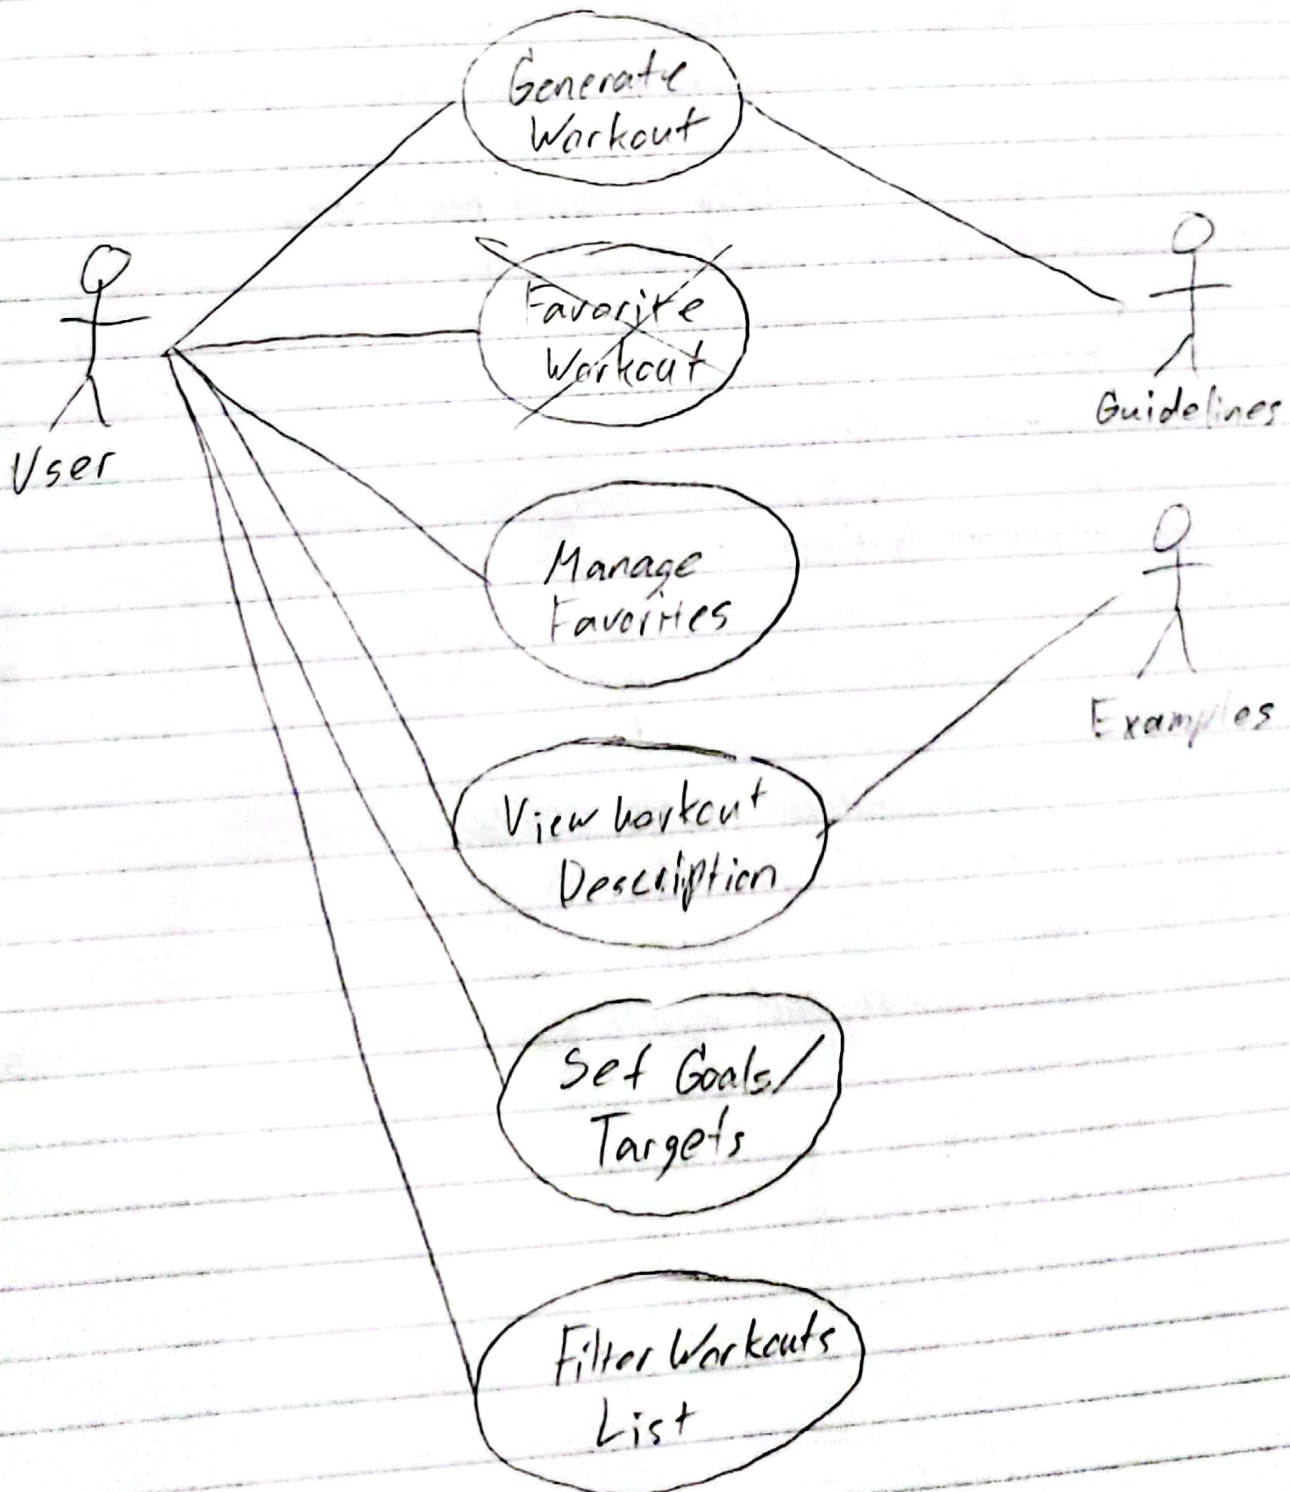 Generate
Workout
Favorite
Workout
User
Guidelines
Manage
Favorites
Examples
View Workout
Description
Set Goals/
Targets
Filter Workouts
List